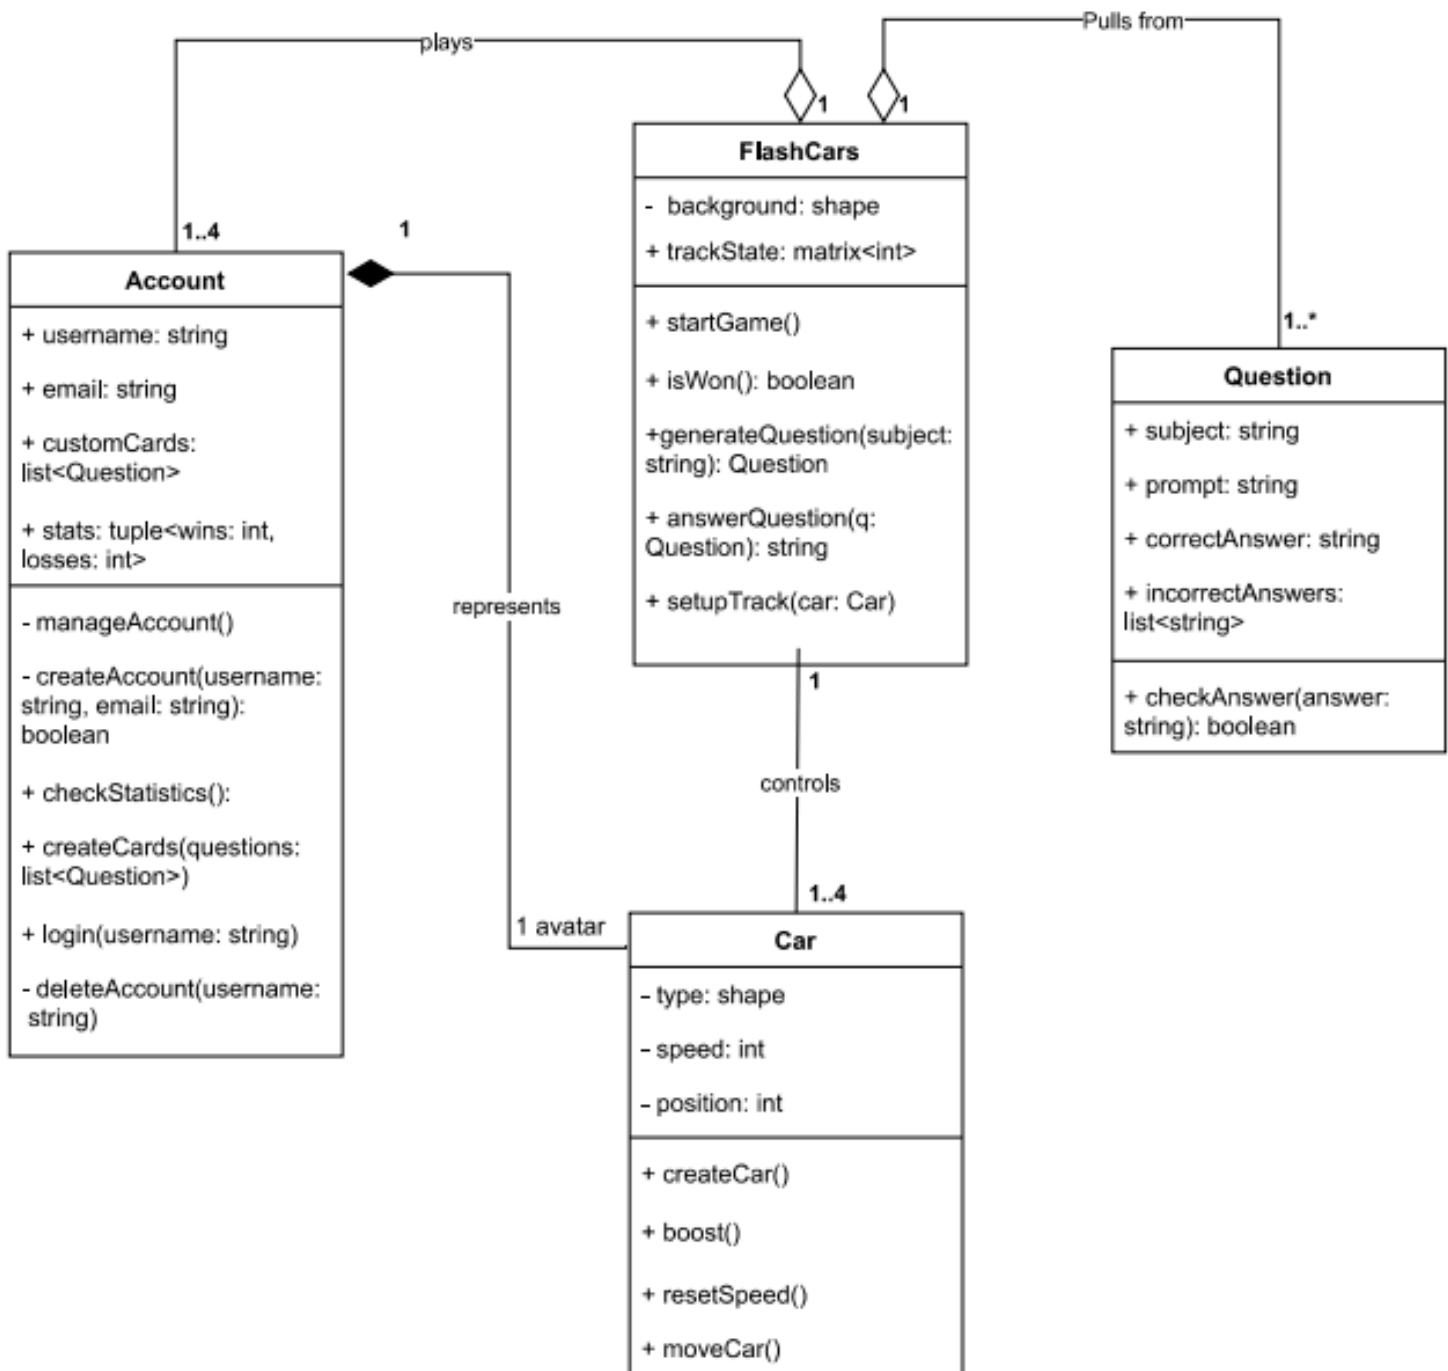 plays
Pulls from
1
1
FlashCars
- background: shape
+ trackState: matrix<int>
+ startGame()
+ isWon(): boolean
+generateQuestion(subject:
string): Question
+ answerQuestion(q:
Question): string
+ setupTrack(car: Car)
1..4
1
Account
+ username: string
+ email: string
+ customCards:
list<Question>
+ stats: tuple<wins: int,
losses: int>
- manageAccount()
- createAccount(username:
string, email: string):
boolean
+ checkStatistics():
+ createCards(questions:
list<Question>)
+ login(username: string)
- deleteAccount(username:
string)
1..*
Question
+ subject: string
+ prompt: string
+ correctAnswer: string
+ incorrectAnswers:
list<string>
+ checkAnswer(answer:
string): boolean
represents
1
controls
1..4
1 avatar
Car
- type: shape
- speed: int
- position: int
+ createCar()
+ boost()
+ resetSpeed()
+ moveCar()